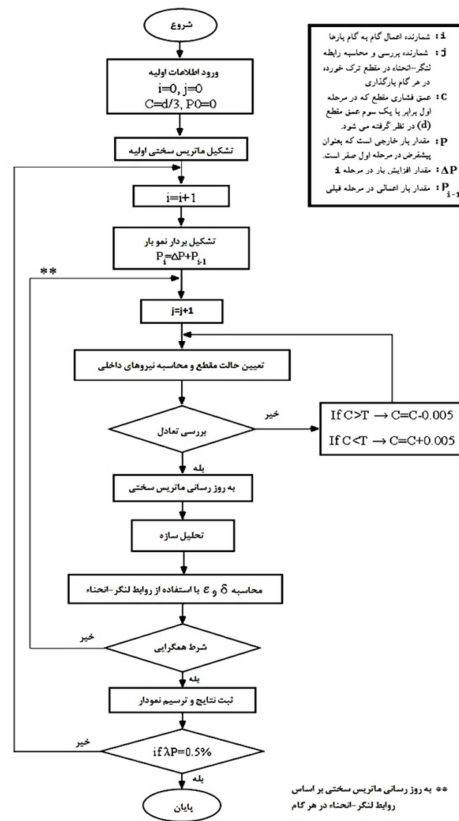 شروع
ورود اطلاعات اولیه
i=0, j=0
C=d/3, P0=0
تشکیل ماتریس سختی اولیه
i=i+1
تشکیل بردار نمو بار
P_i=ΔP+P_{i-1}
**
j=j+1
تعیین حالت مقطع و محاسبه نیروهای داخلی
بررسی تعادل
خیر
If C>T → C=C-0.005
If C<T → C=C+0.005
بله
به روز رسانی ماتریس سختی
تحلیل سازه
محاسبه δ و ε با استفاده از روابط لنگر-انحناء
شرط همگرایی
خیر
بله
ثبت نتایج و ترسیم نمودار
if λP=0.5%
خیر
بله
پایان
i: شمارنده اعمال گام به گام بارها
j: شمارنده بررسی و محاسبه رابطه
لنگر-انحناء در مقطع ترک خورده
در هر گام بارگذاری
C: عمق فشاری مقطع که در مرحله
اول برابر با یک سوم عمق مقطع
(d) در نظر گرفته می شود.
P: مقدار بار خارجی است که بعنوان
پیشفرض در مرحله اول صفر است.
ΔP: مقدار افزایش بار در مرحله i
P_{i-1}: مقدار بار اعمالی در مرحله قبلی
** به روز رسانی ماتریس سختی بر اساس
روابط لنگر-انحناء در هر گام